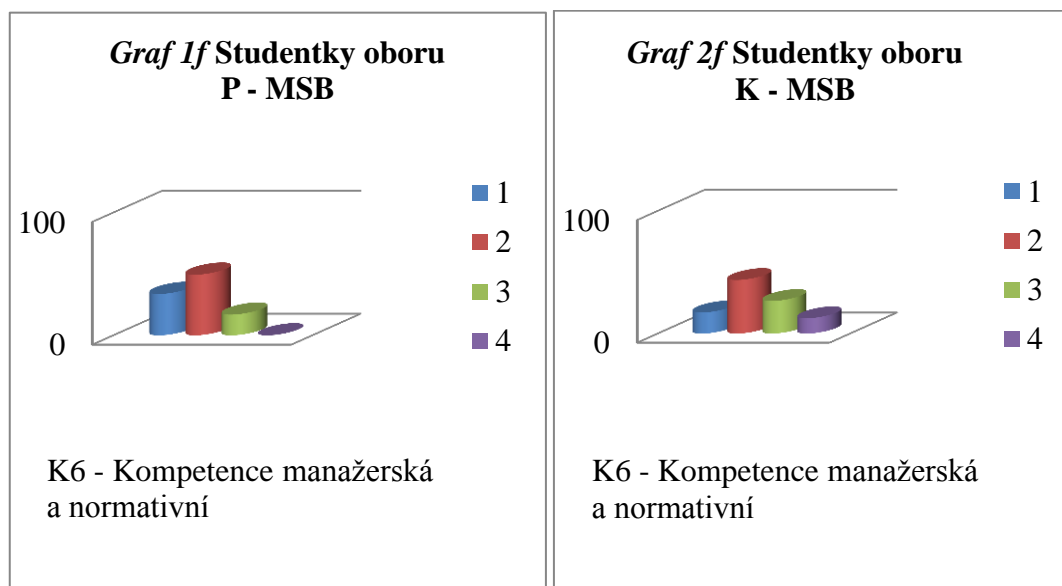 Graf 1f Studentky oboru
P - MSB
100
0
1
2
3
4
K6 - Kompetence manažerská
a normativní
Graf 2f Studentky oboru
K - MSB
100
0
1
2
3
4
K6 - Kompetence manažerská
a normativní